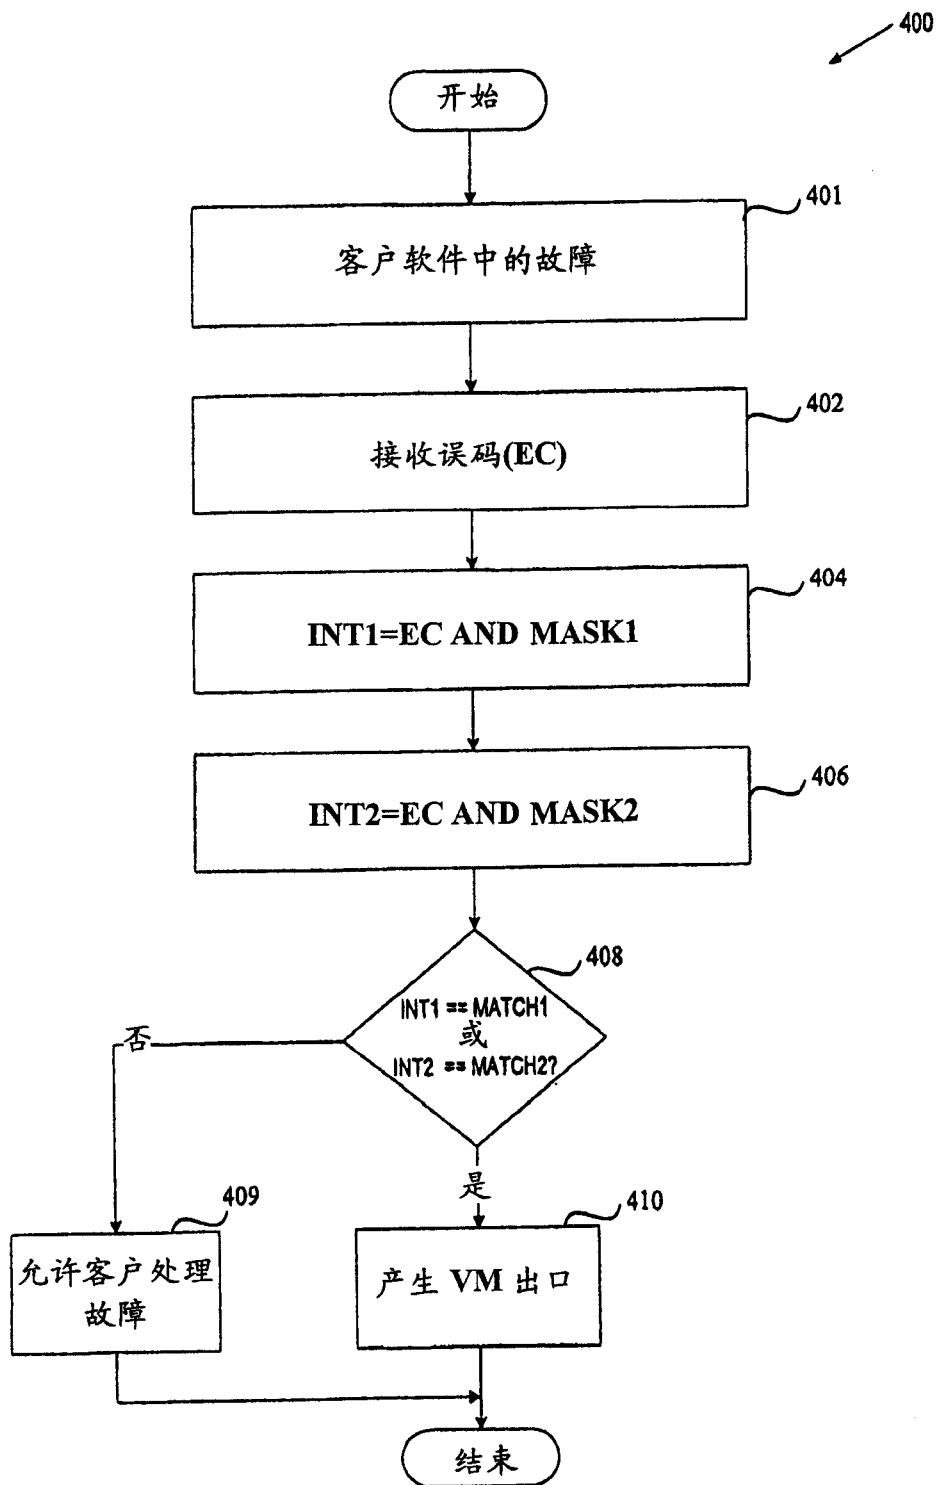 400
开始
401
客户软件中的故障
402
接收误码(EC)
404
INT1=EC AND MASK1
406
INT2=EC AND MASK2
408
INT1 == MATCH1
或
INT2 == MATCH2?
否
是
409
允许客户处理
故障
410
产生 VM 出口
结束